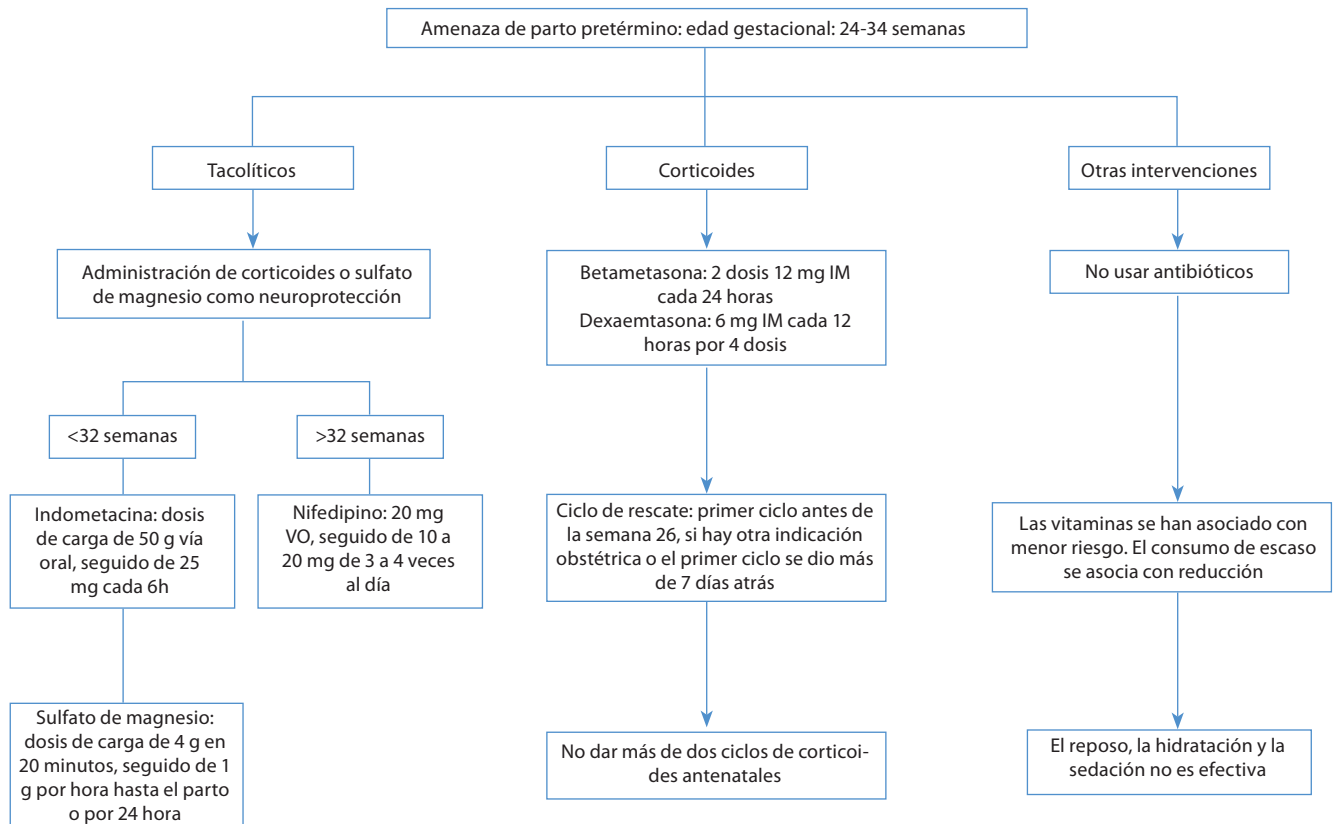 Amenaza de parto pretérmino: edad gestacional: 24-34 semanas
Tacolíticos
Administración de corticoides o sulfato
de magnesio como neuroprotección
<32 semanas
>32 semanas
Indometacina: dosis
de carga de 50 g vía
oral, seguido de 25
mg cada 6h
Nifedipino: 20 mg
VO, seguido de 10 a
20 mg de 3 a 4 veces
al día
Sulfato de magnesio:
dosis de carga de 4 g en
20 minutos, seguido de 1
g por hora hasta el parto
o por 24 hora
Corticoides
Betametasona: 2 dosis 12 mg IM
cada 24 horas
Dexaemtasona: 6 mg IM cada 12
horas por 4 dosis
Ciclo de rescate: primer ciclo antes de
la semana 26, si hay otra indicación
obstétrica o el primer ciclo se dio más
de 7 días atrás
No dar más de dos ciclos de corticoi-
des antenatales
Otras intervenciones
No usar antibióticos
Las vitaminas se han asociado con
menor riesgo. El consumo de escaso
se asocia con reducción
El reposo, la hidratación y la
sedación no es efectiva